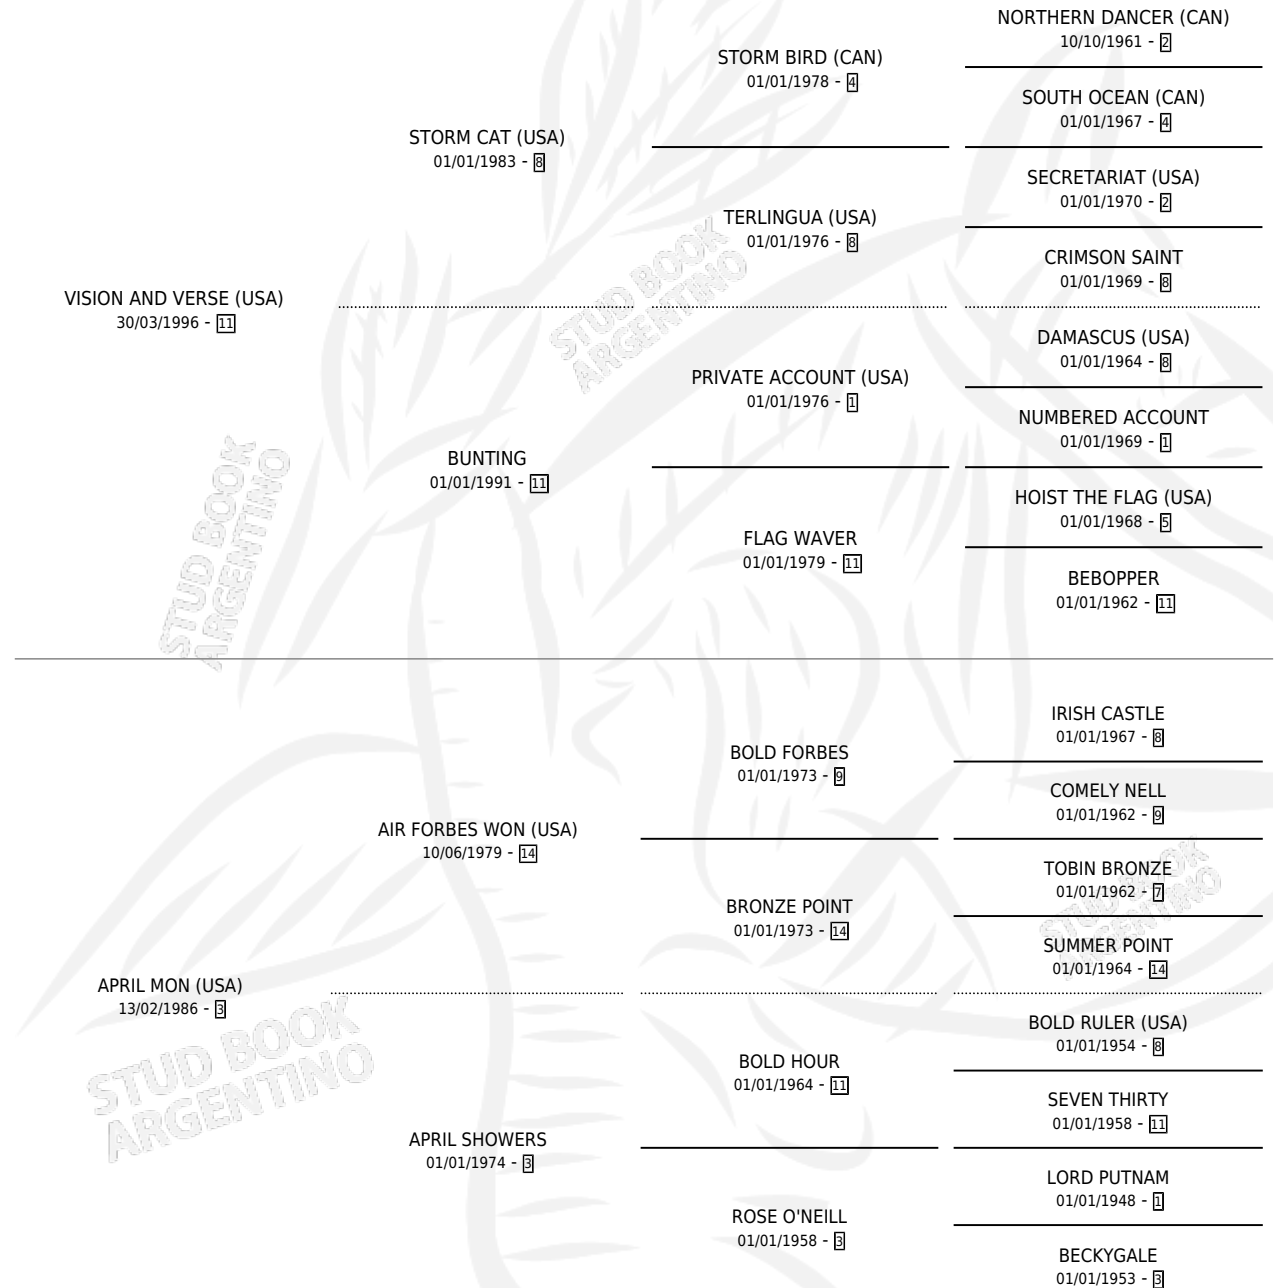 NORTHERN DANCER (CAN)
10/10/1961 - 2
STORM BIRD (CAN)
01/01/1978 - 4
SOUTH OCEAN (CAN)
01/01/1967 - 4
STORM CAT (USA)
01/01/1983 - 8
SECRETARIAT (USA)
01/01/1970 - 2
TERLINGUA (USA)
01/01/1976 - 8
CRIMSON SAINT
01/01/1969 - 8
VISION AND VERSE (USA)
30/03/1996 - 11
DAMASCUS (USA)
01/01/1964 - 8
PRIVATE ACCOUNT (USA)
01/01/1976 - 1
NUMBERED ACCOUNT
01/01/1969 - 1
BUNTING
01/01/1991 - 11
HOIST THE FLAG (USA)
01/01/1968 - 5
FLAG WAVER
01/01/1979 - 11
BEBOPPER
01/01/1962 - 11
IRISH CASTLE
01/01/1967 - 8
BOLD FORBES
01/01/1973 - 9
COMELY NELL
01/01/1962 - 9
AIR FORBES WON (USA)
10/06/1979 - 14
TOBIN BRONZE
01/01/1962 - 7
BRONZE POINT
01/01/1973 - 14
SUMMER POINT
01/01/1964 - 14
APRIL MON (USA)
13/02/1986 - 3
BOLD RULER (USA)
01/01/1954 - 8
BOLD HOUR
01/01/1964 - 11
SEVEN THIRTY
01/01/1958 - 11
APRIL SHOWERS
01/01/1974 - 3
LORD PUTNAM
01/01/1948 - 1
ROSE O'NEILL
01/01/1958 - 3
BECKYGALE
01/01/1953 - 3
STUD BOOK
ARGENTINO
STUD BOOK
ARGENTINO
STUD BOOK
ARGENTINO
STUD BOOK
ARGENTINO